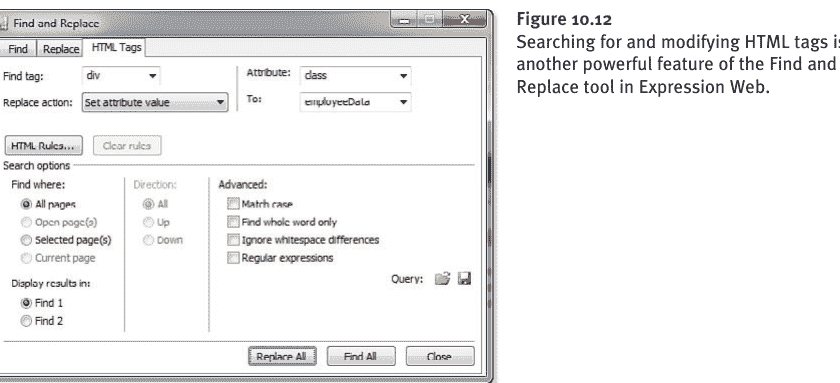 Find and Replace
Find Replace HTML Tags
Find tag: div Attribute: class
Replace action: Set attribute value To: employeeData
HTML Rules... Clear rules
Search options
Find where: Direction: Advanced:
All pages All Match case
Open page(s) Up Find whole word only
Selected page(s) Down Ignore whitespace differences
Current page Regular expressions
Query:
Display results in:
Find 1
Find 2
Replace All Find All Close
Figure 10.12
Searching for and modifying HTML tags is
another powerful feature of the Find and
Replace tool in Expression Web.